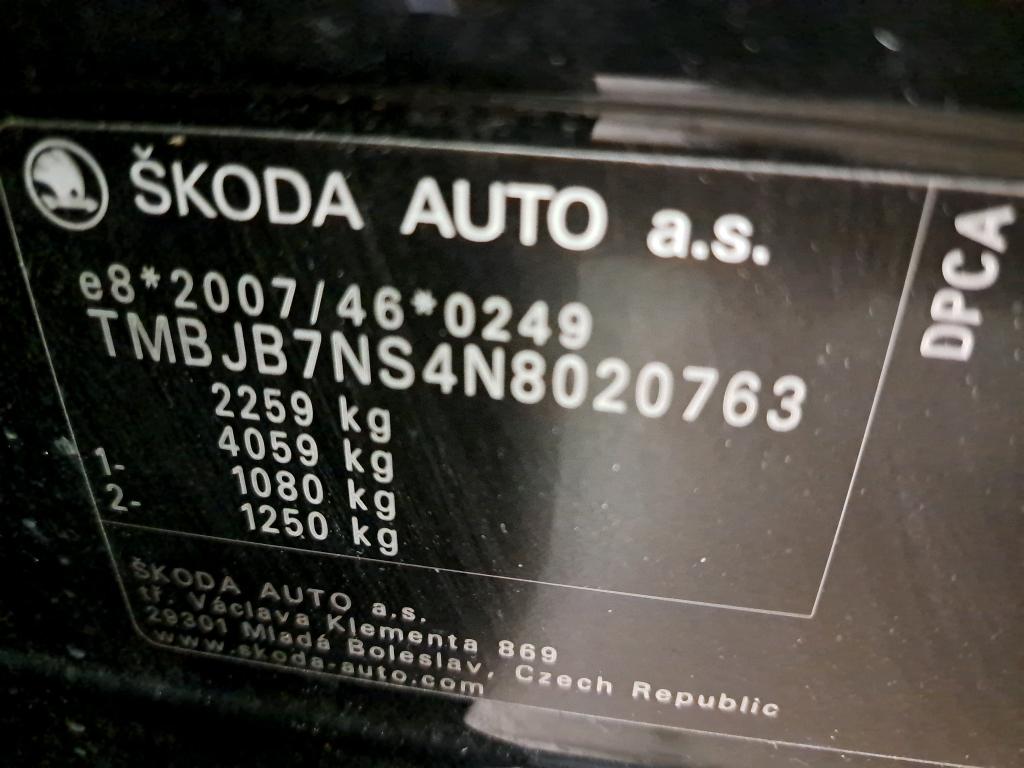 ŠKODA AUTO a.s.
e8*2007/46*0249
TMBJB7NS4N8020763
2259 kg
4059 kg
1- 1080 kg
2- 1250 kg
DPCA
ŠKODA AUTO a.s.
tř. Václava Klementa 869
29301 Mladá Boleslav, Czech Republic
www.skoda-auto.com